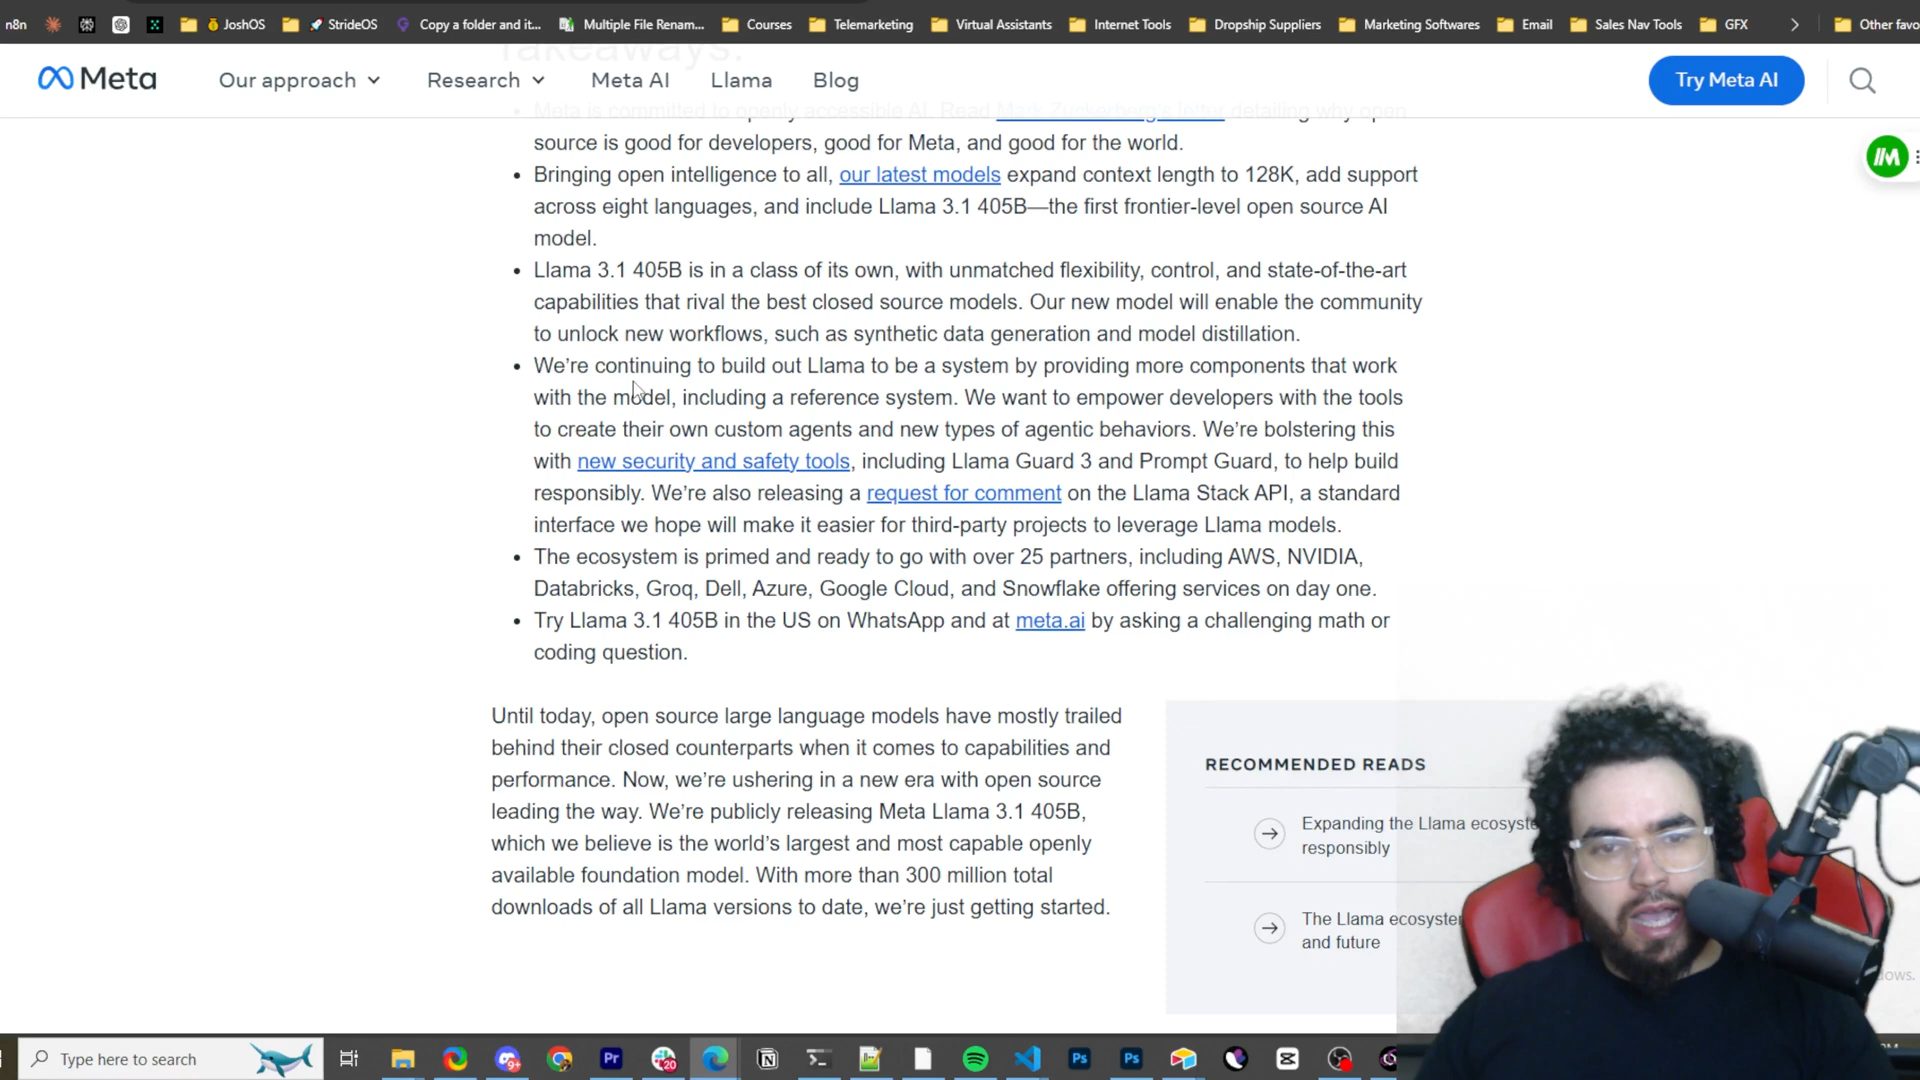 n8n JoshOS StrideOS Copy a folder and it... Multiple File Renam... Courses Telemarketing Virtual Assistants Internet Tools Dropship Suppliers Marketing Softwares Email Sales Nav Tools GFX Other favo
Takeaways:
Meta Our approach Research Meta AI Llama Blog Try Meta AI
Meta is committed to openly accessible AI. Read Mark Zuckerberg's letter detailing why open
source is good for developers, good for Meta, and good for the world.
• Bringing open intelligence to all, our latest models expand context length to 128K, add support
across eight languages, and include Llama 3.1 405B—the first frontier-level open source AI
model.
• Llama 3.1 405B is in a class of its own, with unmatched flexibility, control, and state-of-the-art
capabilities that rival the best closed source models. Our new model will enable the community
to unlock new workflows, such as synthetic data generation and model distillation.
• We’re continuing to build out Llama to be a system by providing more components that work
with the model, including a reference system. We want to empower developers with the tools
to create their own custom agents and new types of agentic behaviors. We’re bolstering this
with new security and safety tools, including Llama Guard 3 and Prompt Guard, to help build
responsibly. We’re also releasing a request for comment on the Llama Stack API, a standard
interface we hope will make it easier for third-party projects to leverage Llama models.
• The ecosystem is primed and ready to go with over 25 partners, including AWS, NVIDIA,
Databricks, Groq, Dell, Azure, Google Cloud, and Snowflake offering services on day one.
• Try Llama 3.1 405B in the US on WhatsApp and at meta.ai by asking a challenging math or
coding question.
Until today, open source large language models have mostly trailed
behind their closed counterparts when it comes to capabilities and
performance. Now, we’re ushering in a new era with open source
leading the way. We’re publicly releasing Meta Llama 3.1 405B,
which we believe is the world’s largest and most capable openly
available foundation model. With more than 300 million total
downloads of all Llama versions to date, we’re just getting started.
RECOMMENDED READS
Expanding the Llama ecosyste
responsibly
The Llama ecosyster
and future
dows.
Type here to search Pr 9+ 20 Ps Ps